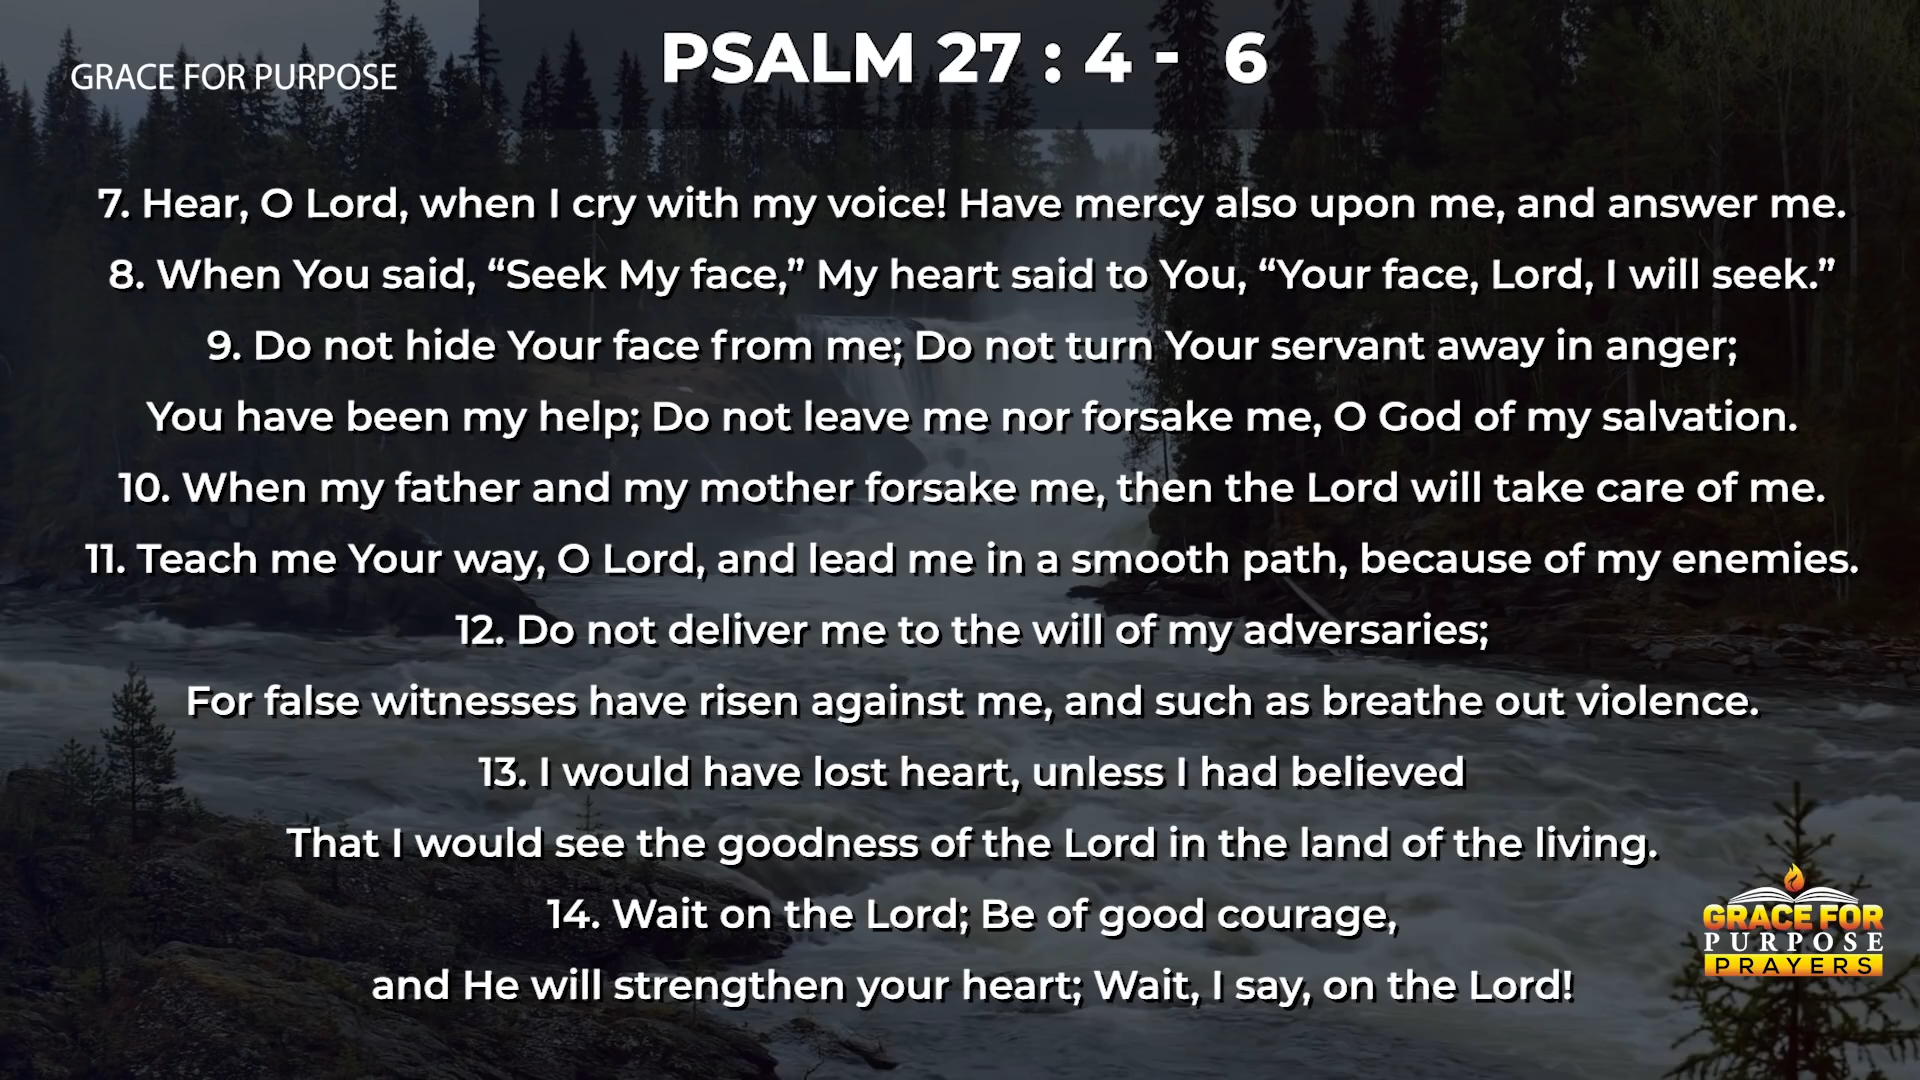 GRACE FOR PURPOSE
PSALM 27 : 4 - 6
7. Hear, O Lord, when I cry with my voice! Have mercy also upon me, and answer me.
8. When You said, “Seek My face,” My heart said to You, “Your face, Lord, I will seek.”
9. Do not hide Your face from me; Do not turn Your servant away in anger;
You have been my help; Do not leave me nor forsake me, O God of my salvation.
10. When my father and my mother forsake me, then the Lord will take care of me.
11. Teach me Your way, O Lord, and lead me in a smooth path, because of my enemies.
12. Do not deliver me to the will of my adversaries;
For false witnesses have risen against me, and such as breathe out violence.
13. I would have lost heart, unless I had believed
That I would see the goodness of the Lord in the land of the living.
14. Wait on the Lord; Be of good courage,
and He will strengthen your heart; Wait, I say, on the Lord!
GRACE FOR
PURPOSE
PRAYERS